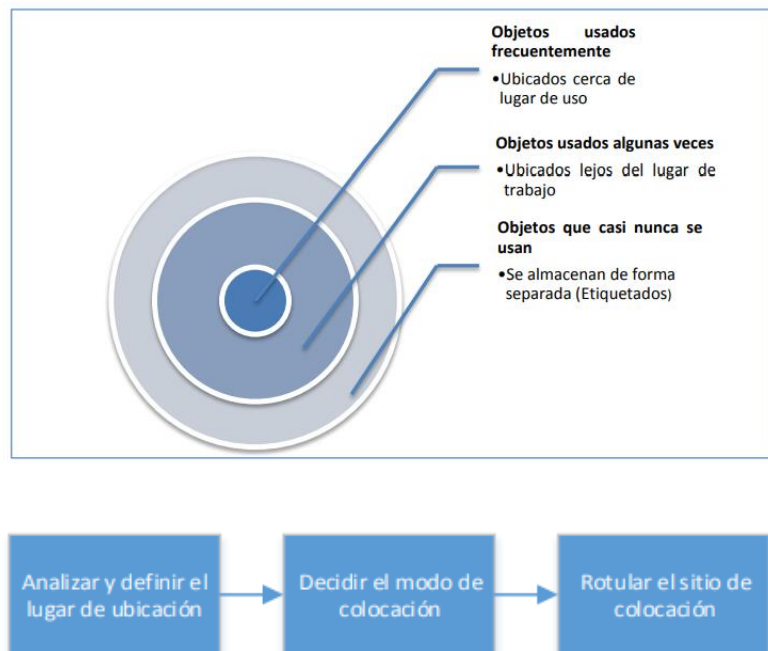 Objetos usados
frecuentemente
•Ubicados cerca de
lugar de uso
Objetos usados algunas veces
•Ubicados lejos del lugar de
trabajo
Objetos que casi nunca se
usan
•Se almacenan de forma
separada (Etiquetados)
Analizar y definir el
lugar de ubicación
Decidir el modo de
colocación
Rotular el sitio de
colocación